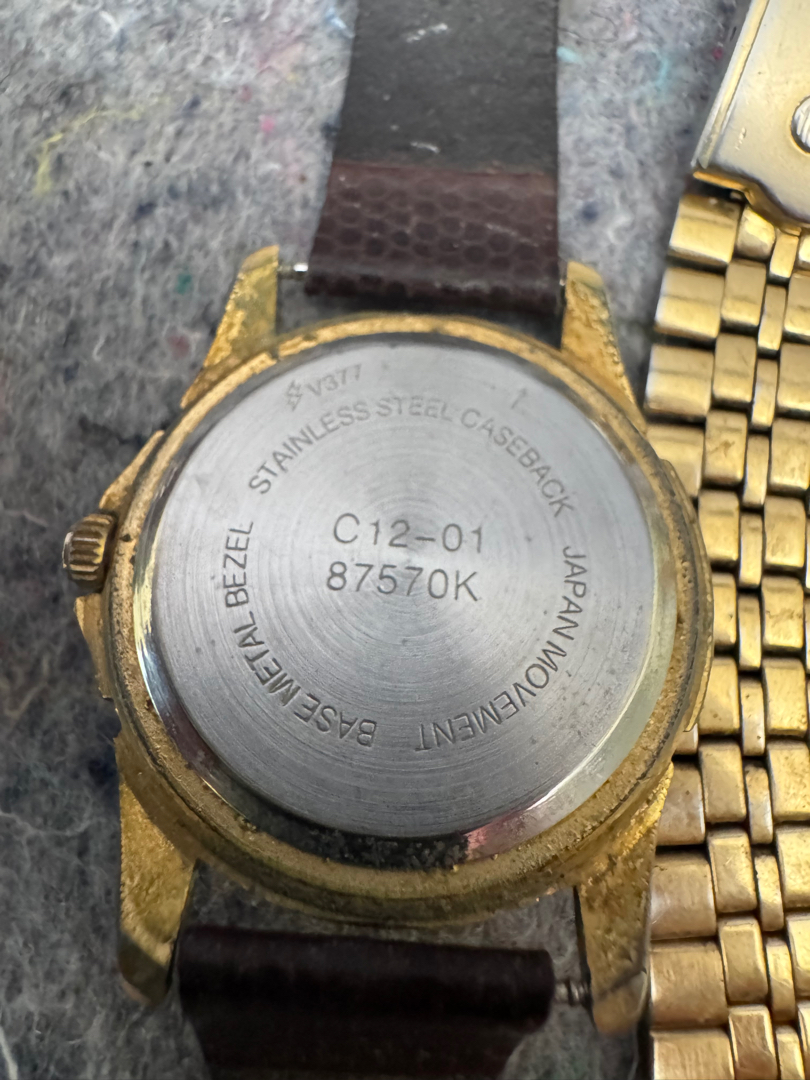 V377
STAINLESS STEEL CASEBACK
JAPAN MOVEMENT
BASE METAL BEZEL
C12-01
87570K